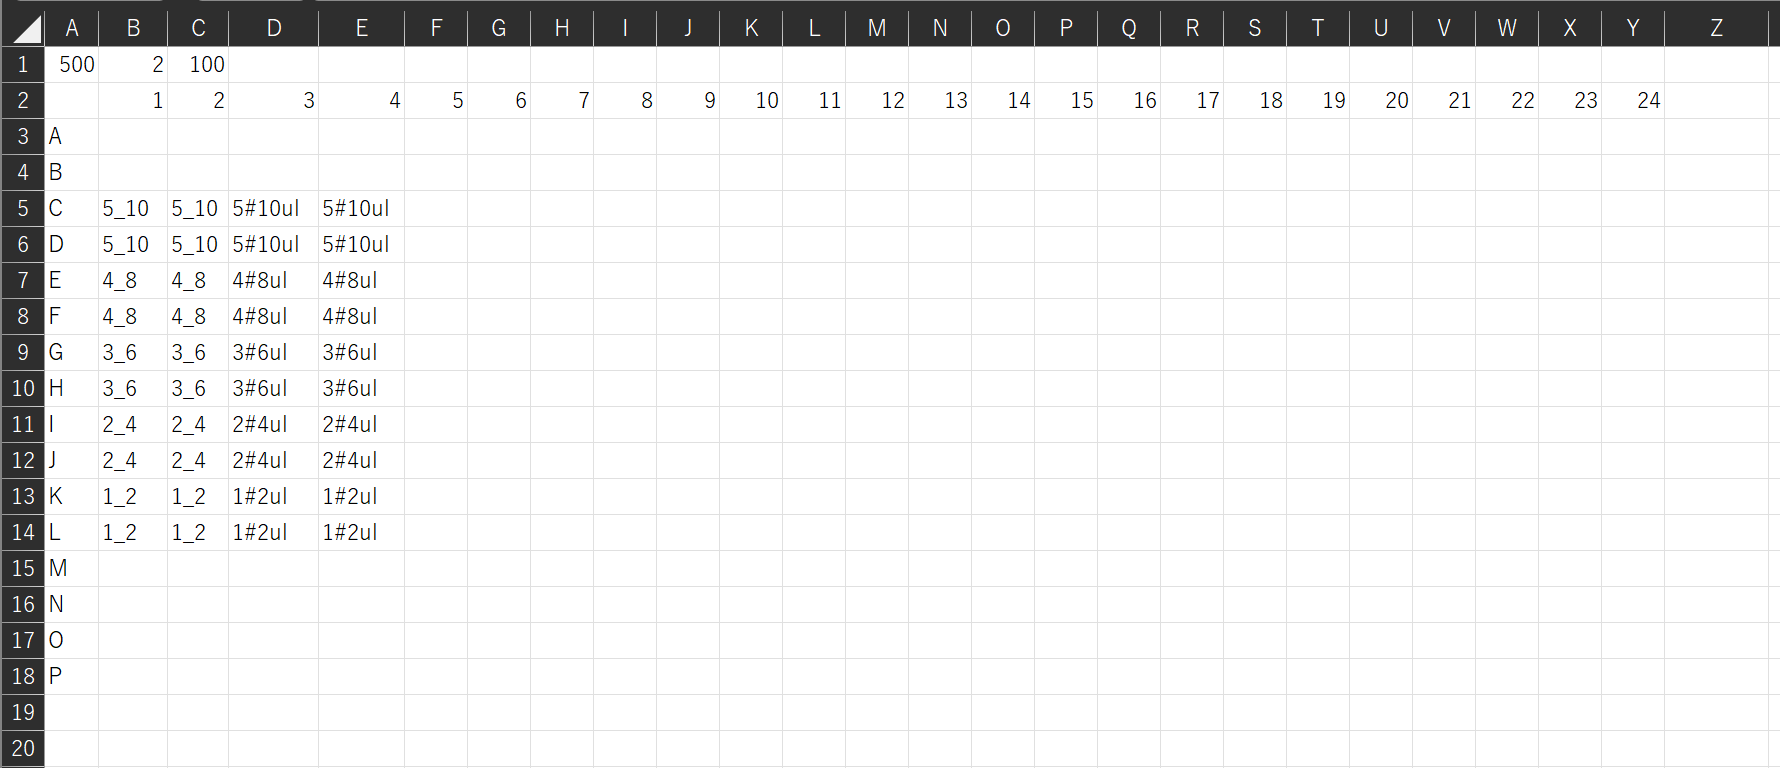 A B C D E F G H I J K L M N O P Q R S T U V W X Y Z
1 500 2 100
2 1 2 3 4 5 6 7 8 9 10 11 12 13 14 15 16 17 18 19 20 21 22 23 24
3 A
4 B
5 C 5_10 5_10 5#10ul 5#10ul
6 D 5_10 5_10 5#10ul 5#10ul
7 E 4_8 4_8 4#8ul 4#8ul
8 F 4_8 4_8 4#8ul 4#8ul
9 G 3_6 3_6 3#6ul 3#6ul
10 H 3_6 3_6 3#6ul 3#6ul
11 I 2_4 2_4 2#4ul 2#4ul
12 J 2_4 2_4 2#4ul 2#4ul
13 K 1_2 1_2 1#2ul 1#2ul
14 L 1_2 1_2 1#2ul 1#2ul
15 M
16 N
17 O
18 P
19
20